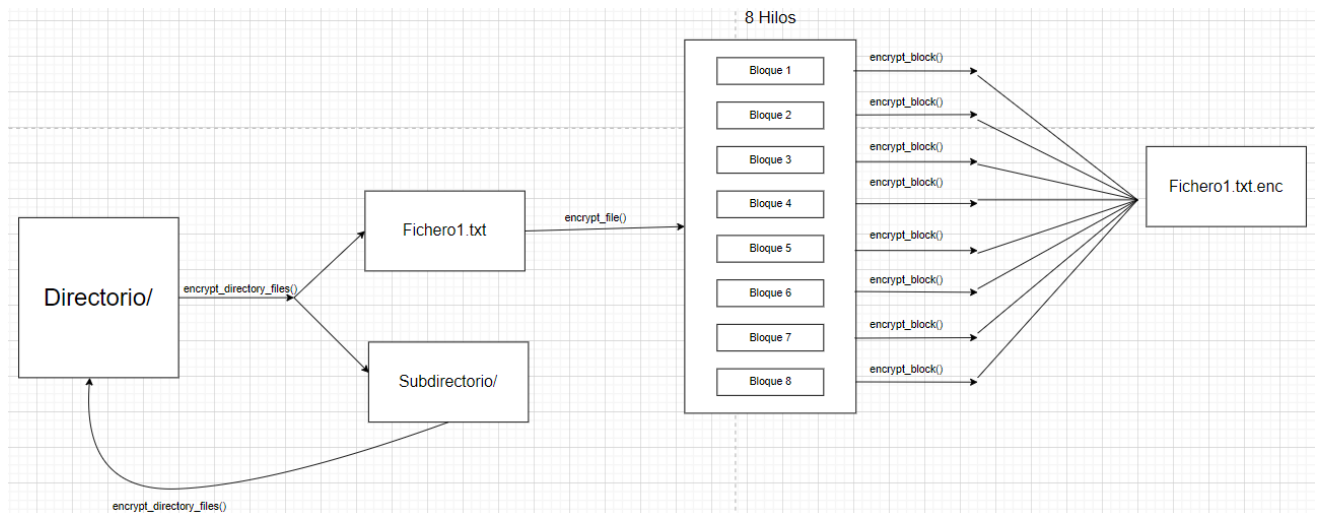 8 Hilos
Bloque 1
encrypt_block()
Bloque 2
encrypt_block()
Bloque 3
encrypt_block()
Bloque 4
encrypt_block()
Bloque 5
encrypt_block()
Bloque 6
encrypt_block()
Bloque 7
encrypt_block()
Bloque 8
encrypt_block()
Fichero1.txt.enc
Fichero1.txt
encrypt_file()
Directorio/
encrypt_directory_files()
Subdirectorio/
encrypt_directory_files()